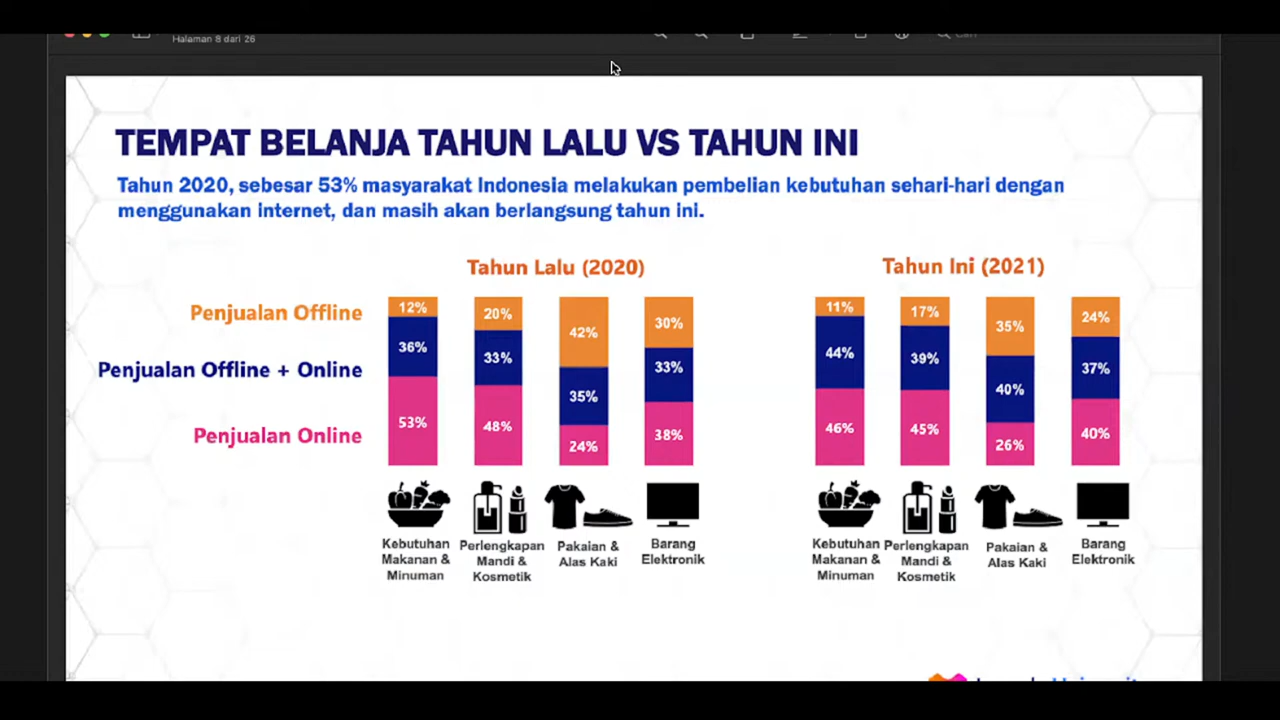 Halaman 8 dari 26
Cari
TEMPAT BELANJA TAHUN LALU VS TAHUN INI
Tahun 2020, sebesar 53% masyarakat Indonesia melakukan pembelian kebutuhan sehari-hari dengan
menggunakan internet, dan masih akan berlangsung tahun ini.
Tahun Lalu (2020)
Tahun Ini (2021)
Penjualan Offline
12% 20% 42% 30%
11% 17% 35% 24%
Penjualan Offline + Online
36% 33% 35% 33%
44% 39% 40% 37%
Penjualan Online
53% 48% 24% 38%
46% 45% 26% 40%
Kebutuhan
Makanan &
Minuman
Perlengkapan
Mandi &
Kosmetik
Pakaian &
Alas Kaki
Barang
Elektronik
Kebutuhan
Makanan &
Minuman
Perlengkapan
Mandi &
Kosmetik
Pakaian &
Alas Kaki
Barang
Elektronik